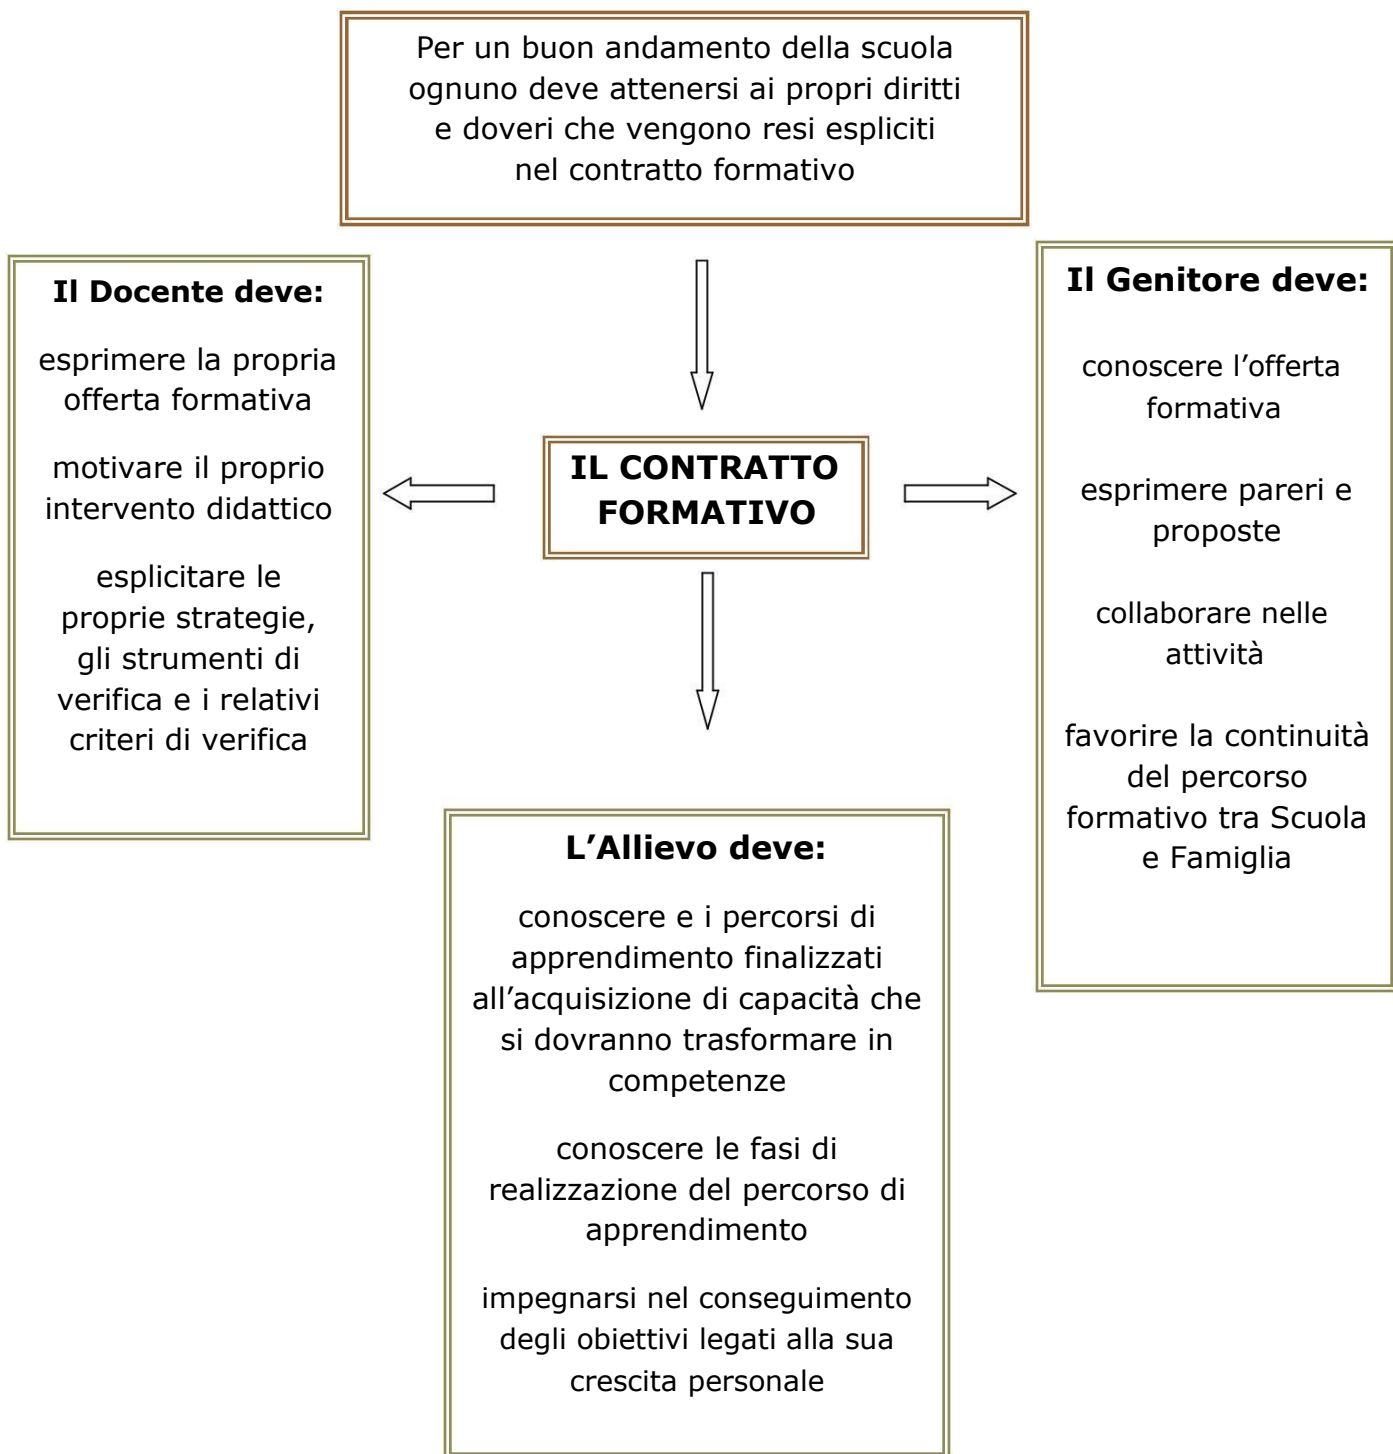 Per un buon andamento della scuola
ognuno deve attenersi ai propri diritti
e doveri che vengono resi espliciti
nel contratto formativo
Il Docente deve:
esprimere la propria
offerta formativa
motivare il proprio
intervento didattico
esplicitare le
proprie strategie,
gli strumenti di
verifica e i relativi
criteri di verifica
IL CONTRATTO
FORMATIVO
Il Genitore deve:
conoscere l’offerta
formativa
esprimere pareri e
proposte
collaborare nelle
attività
favorire la continuità
del percorso
formativo tra Scuola
e Famiglia
L’Allievo deve:
conoscere e i percorsi di
apprendimento finalizzati
all’acquisizione di capacità che
si dovranno trasformare in
competenze
conoscere le fasi di
realizzazione del percorso di
apprendimento
impegnarsi nel conseguimento
degli obiettivi legati alla sua
crescita personale